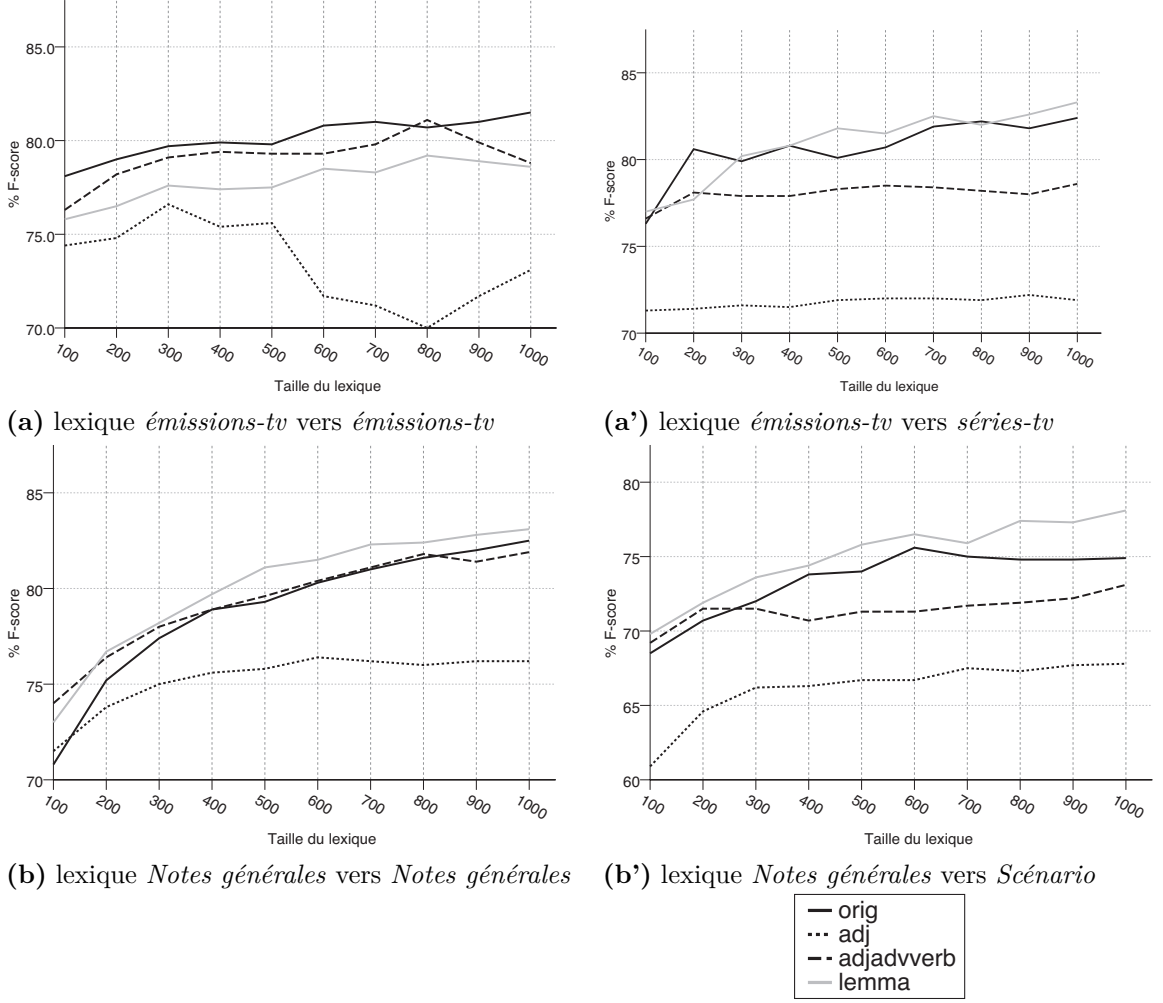 85.0
80.0
75.0
70.0
% F-score
100 200 300 400 500 600 700 800 900 1000
Taille du lexique
(a) lexique émissions-tv vers émissions-tv
85
80
75
70
% F-score
100 200 300 400 500 600 700 800 900 1000
Taille du lexique
(a') lexique émissions-tv vers séries-tv
85
80
75
70
% F-score
100 200 300 400 500 600 700 800 900 1000
Taille du lexique
(b) lexique Notes générales vers Notes générales
80
75
70
65
60
% F-score
100 200 300 400 500 600 700 800 900 1000
Taille du lexique
(b') lexique Notes générales vers Scénario
orig
adj
adjadvverb
lemma